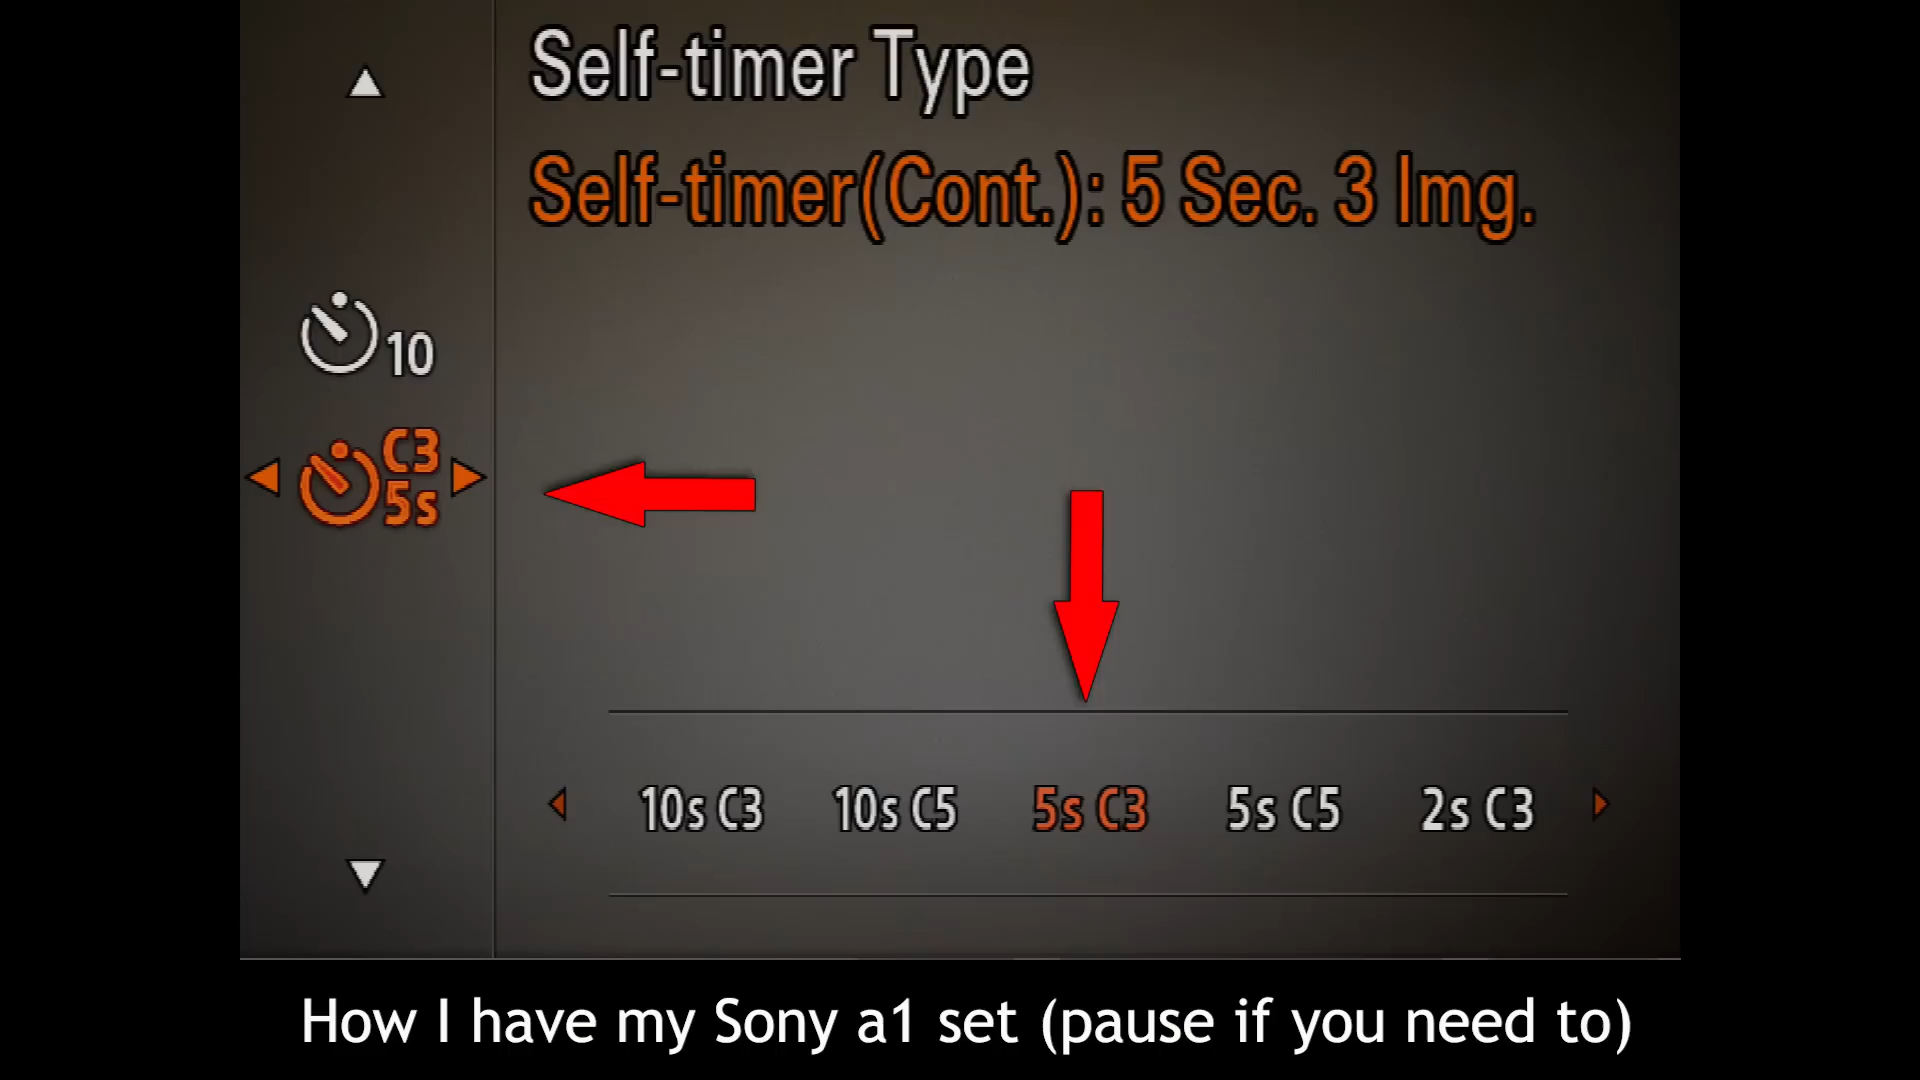 Self-timer Type
Self-timer(Cont.): 5 Sec. 3 Img.
10
C3
5s
10s C3 10s C5 5s C3 5s C5 2s C3
How I have my Sony a1 set (pause if you need to)